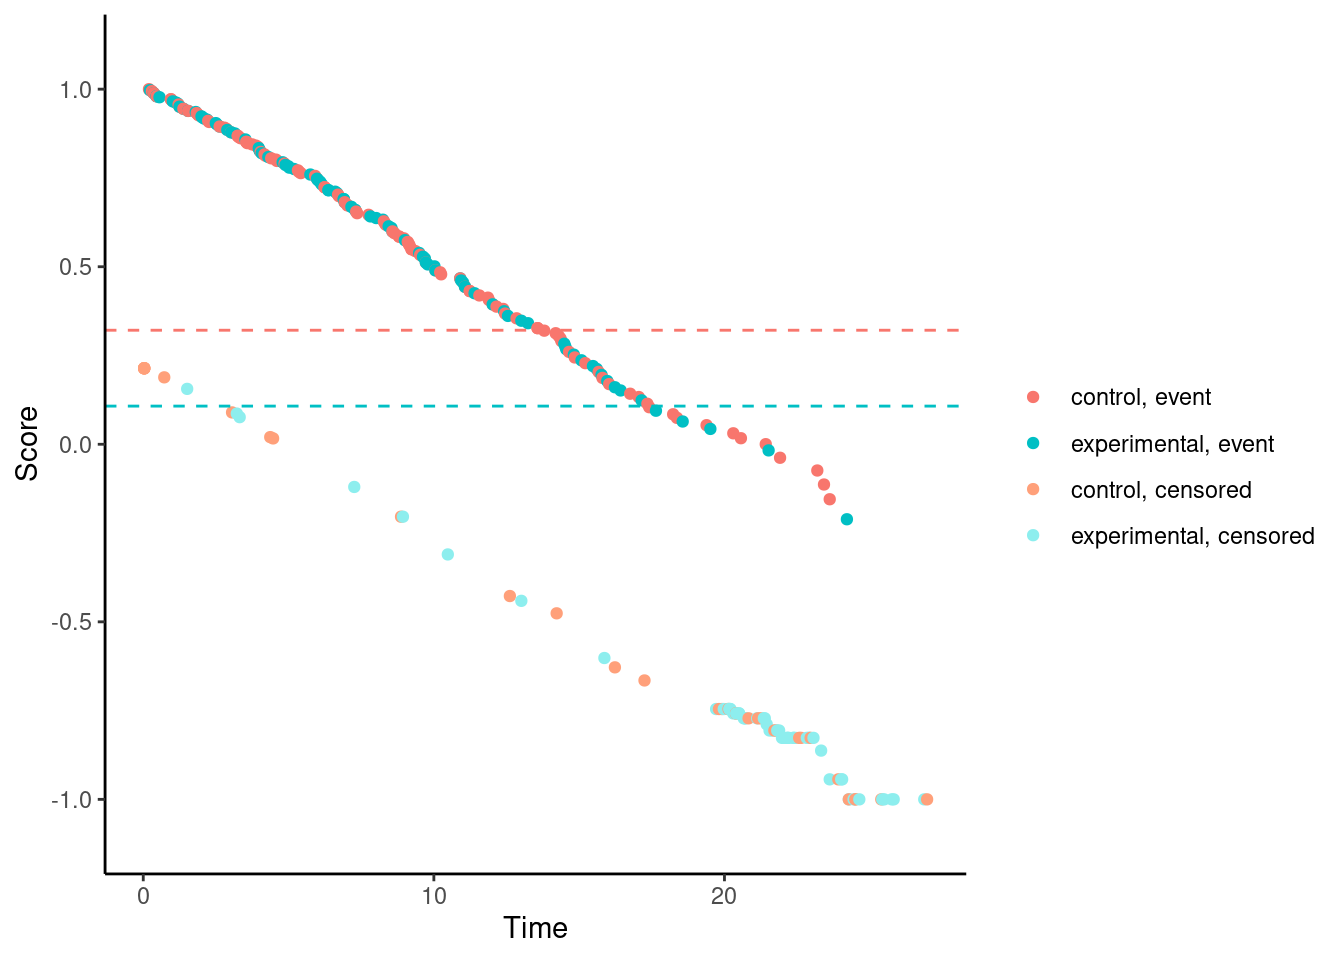 Score
1.0
0.5
0.0
-0.5
-1.0
0
10
20
Time
control, event
experimental, event
control, censored
experimental, censored